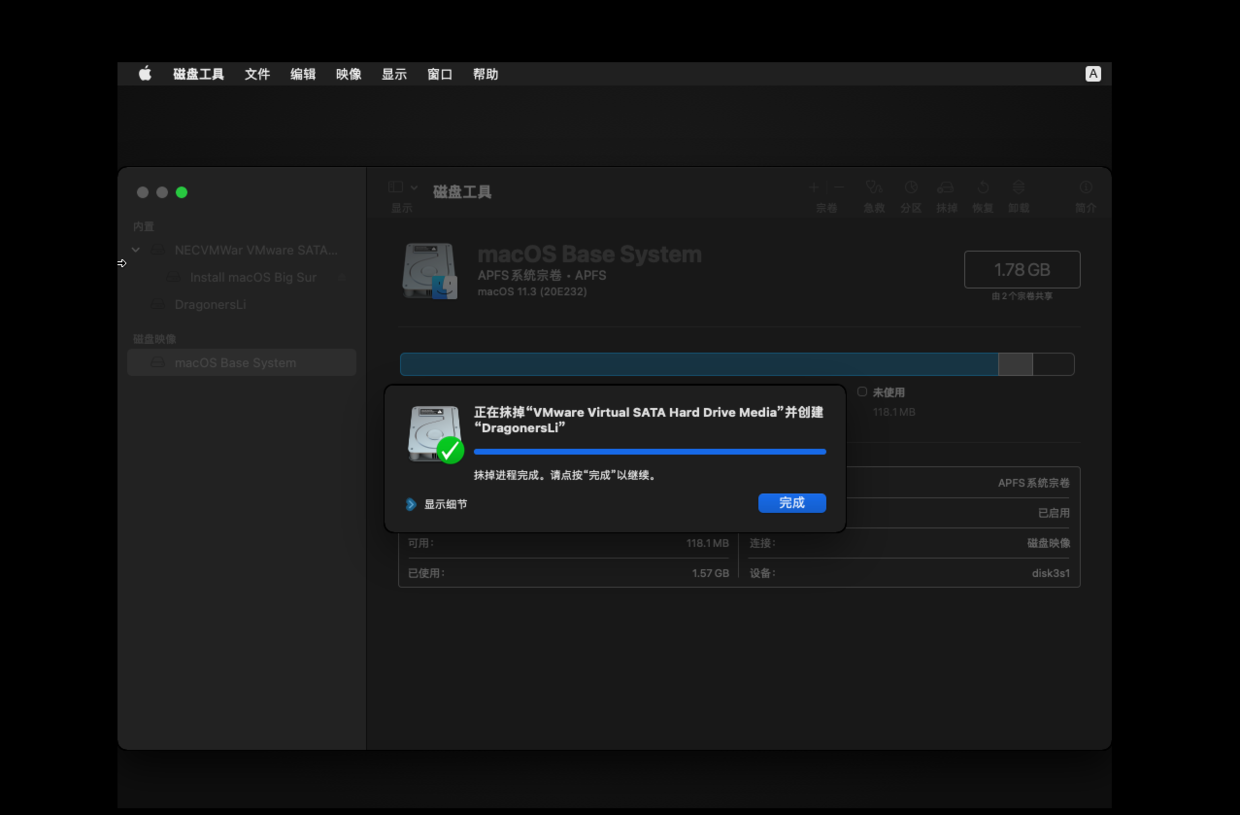 磁盘工具 文件 编辑 映像 显示 窗口 帮助 A
磁盘工具
显示
宗卷 急救 分区 抹掉 恢复 卸载 简介
内置
NECVMWar VMware SATA...
Install macOS Big Sur
DragonersLi
磁盘映像
macOS Base System
macOS Base System
APFS系统宗卷 • APFS
macOS 11.3 (20E232)
1.78 GB
由2个宗卷共享
未使用
118.1 MB
正在抹掉“VMware Virtual SATA Hard Drive Media”并创建
“DragonersLi”
抹掉进程完成。请点按“完成”以继续。
显示细节
完成
APFS系统宗卷
已启用
可用: 118.1 MB 连接: 磁盘映像
已使用: 1.57 GB 设备: disk3s1